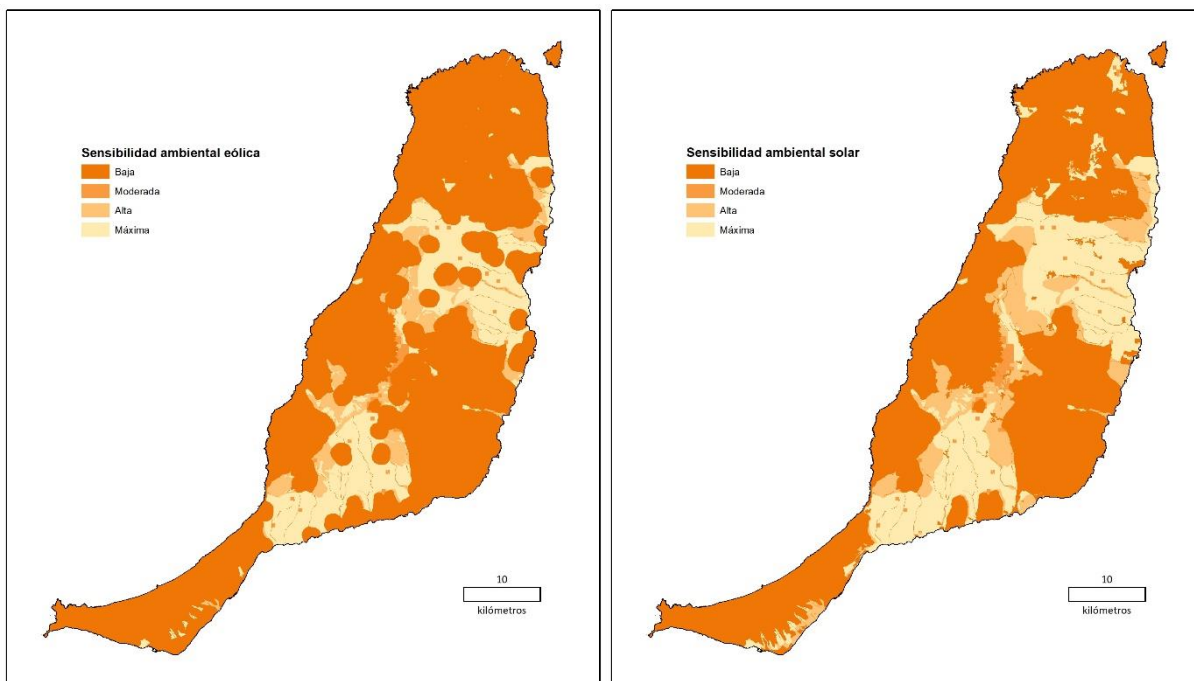 Sensibilidad ambiental eólica
Baja
Moderada
Alta
Máxima
10
kilómetros
Sensibilidad ambiental solar
Baja
Moderada
Alta
Máxima
10
kilómetros